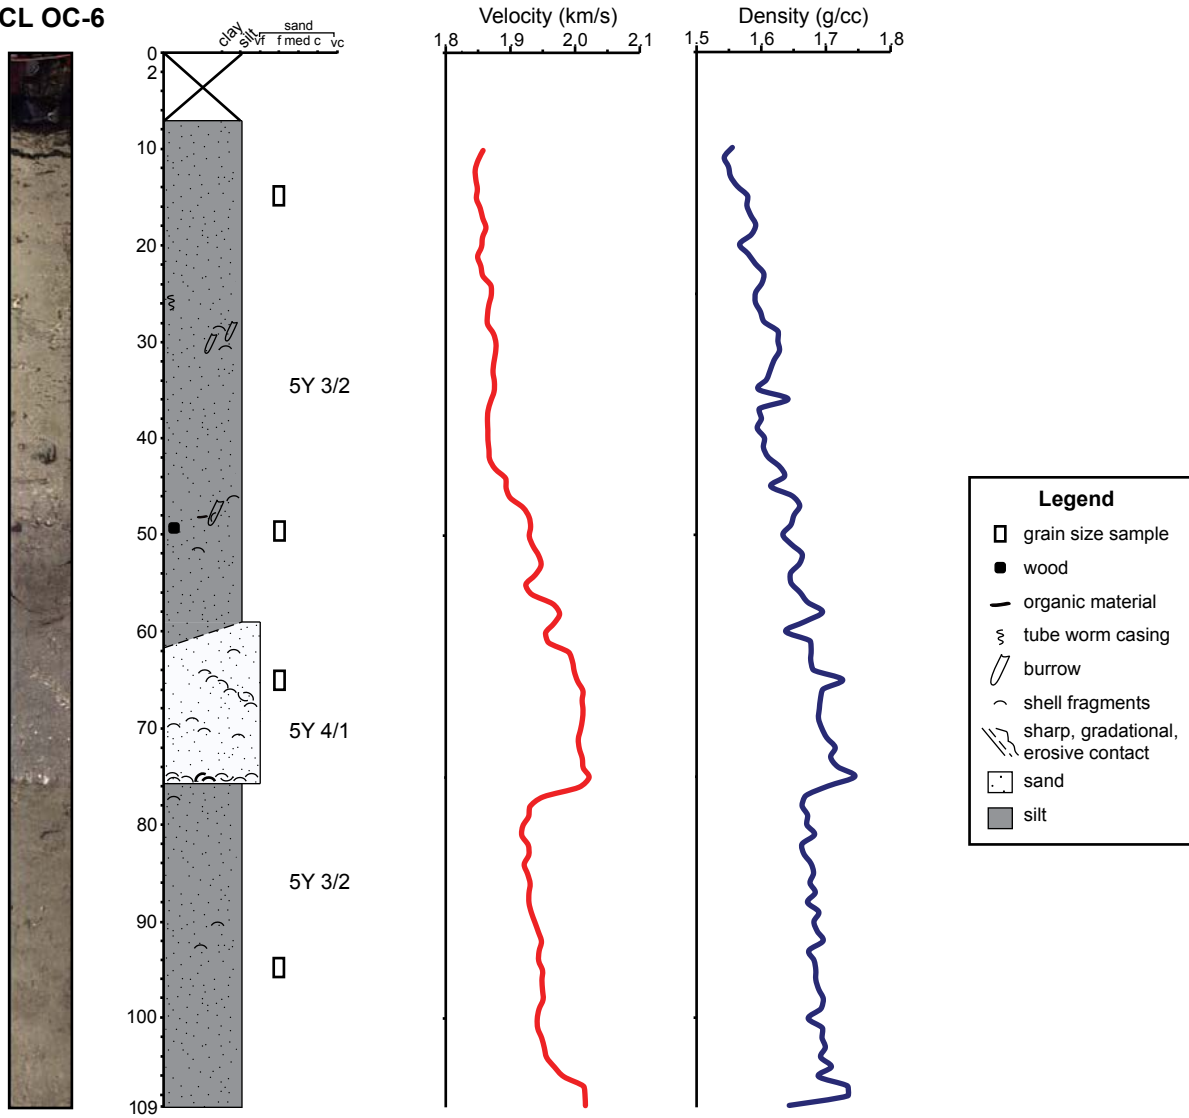 CL OC-6
clay silt vf sand f med c vc
Velocity (km/s)
1.8 1.9 2.0 2.1
Density (g/cc)
1.5 1.6 1.7 1.8
0
2
10
20
30
40
50
60
70
80
90
100
109
5Y 3/2
5Y 4/1
5Y 3/2
Legend
grain size sample
wood
organic material
tube worm casing
burrow
shell fragments
sharp, gradational,
erosive contact
sand
silt